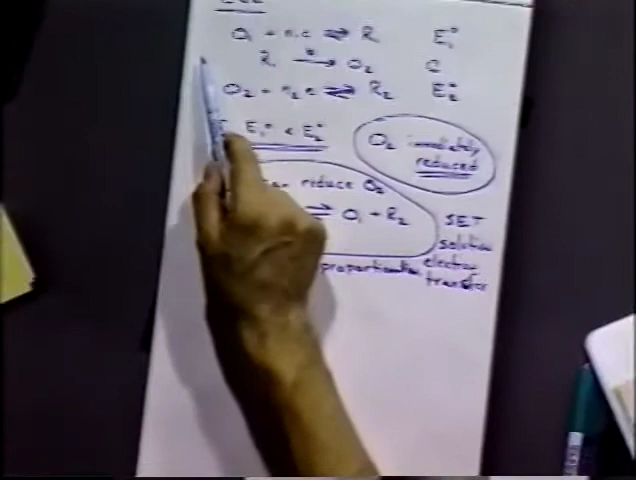 O₁ + n₁e ⇌ R₁ E₁°
R₁ → O₂ C
O₂ + n₂e ⇌ R₂ E₂°
E₁° < E₂°
O₂ immediately
reduced
reduce O₂
⇌ O₁ + R₂
SET
solution
electron
transfer
proportionation